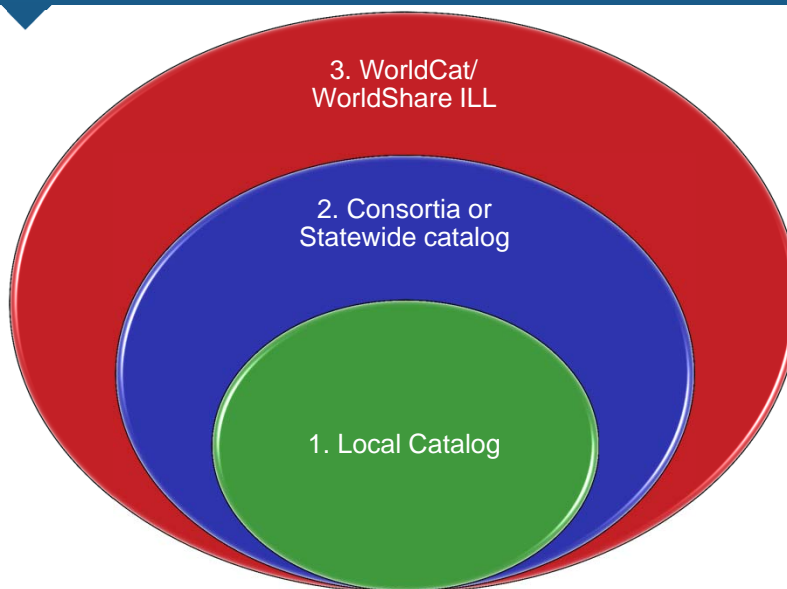 3. WorldCat/
WorldShare ILL
2. Consortia or
Statewide catalog
1. Local Catalog